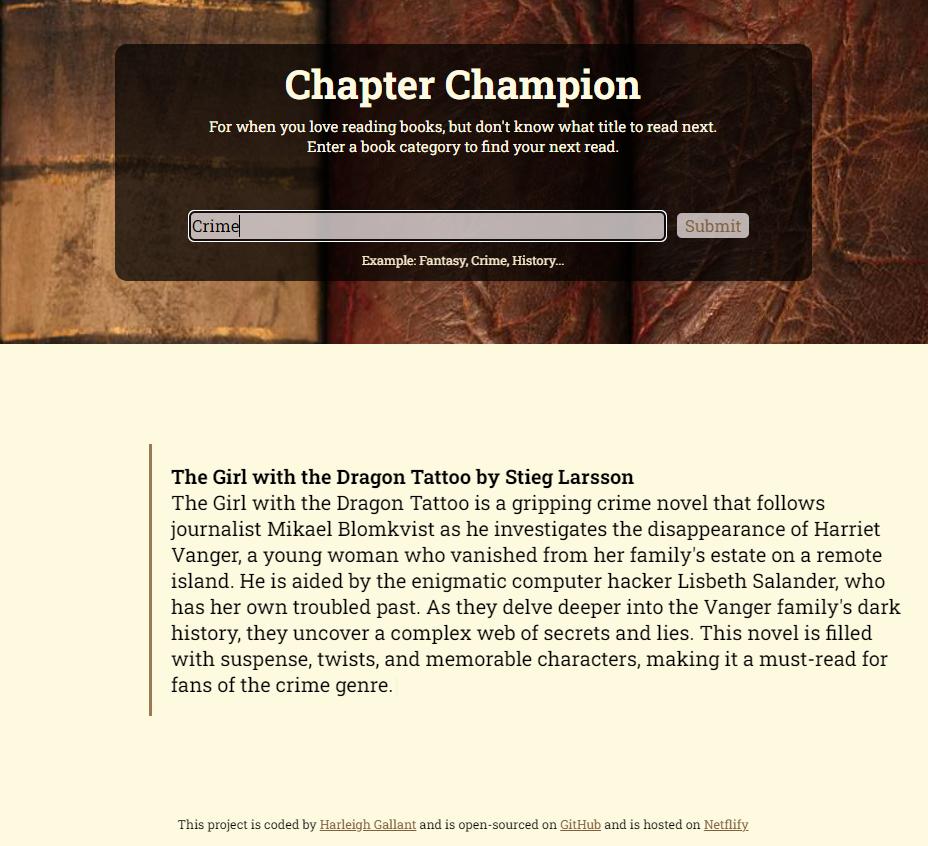 Chapter Champion
For when you love reading books, but don't know what title to read next.
Enter a book category to find your next read.
Crime
Submit
Example: Fantasy, Crime, History...
The Girl with the Dragon Tattoo by Stieg Larsson
The Girl with the Dragon Tattoo is a gripping crime novel that follows
journalist Mikael Blomkvist as he investigates the disappearance of Harriet
Vanger, a young woman who vanished from her family's estate on a remote
island. He is aided by the enigmatic computer hacker Lisbeth Salander, who
has her own troubled past. As they delve deeper into the Vanger family's dark
history, they uncover a complex web of secrets and lies. This novel is filled
with suspense, twists, and memorable characters, making it a must-read for
fans of the crime genre.
This project is coded by Harleigh Gallant and is open-sourced on GitHub and is hosted on Netflify